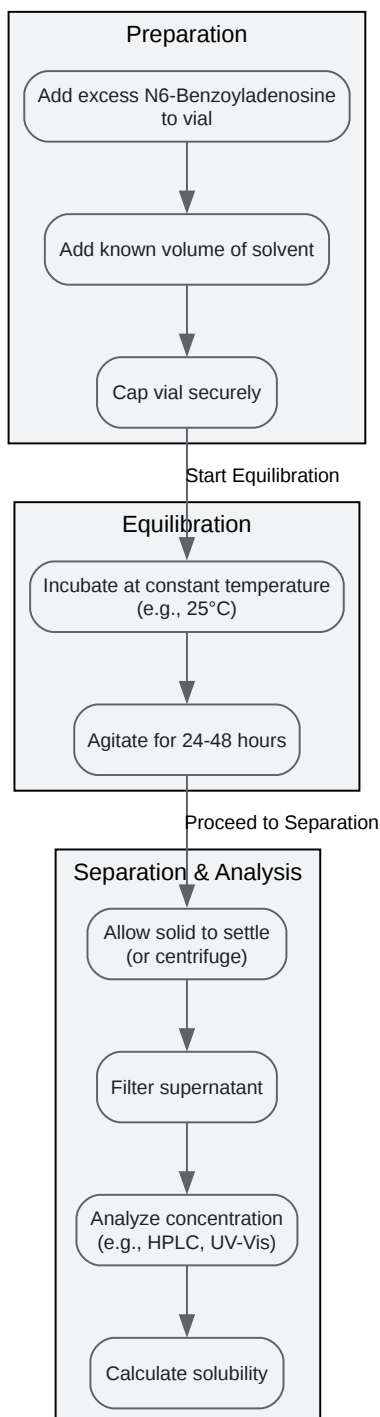 Preparation
Add excess N6-Benzoyladenosine
to vial
Add known volume of solvent
Cap vial securely
Start Equilibration
Equilibration
Incubate at constant temperature
(e.g., 25°C)
Agitate for 24-48 hours
Proceed to Separation
Separation & Analysis
Allow solid to settle
(or centrifuge)
Filter supernatant
Analyze concentration
(e.g., HPLC, UV-Vis)
Calculate solubility